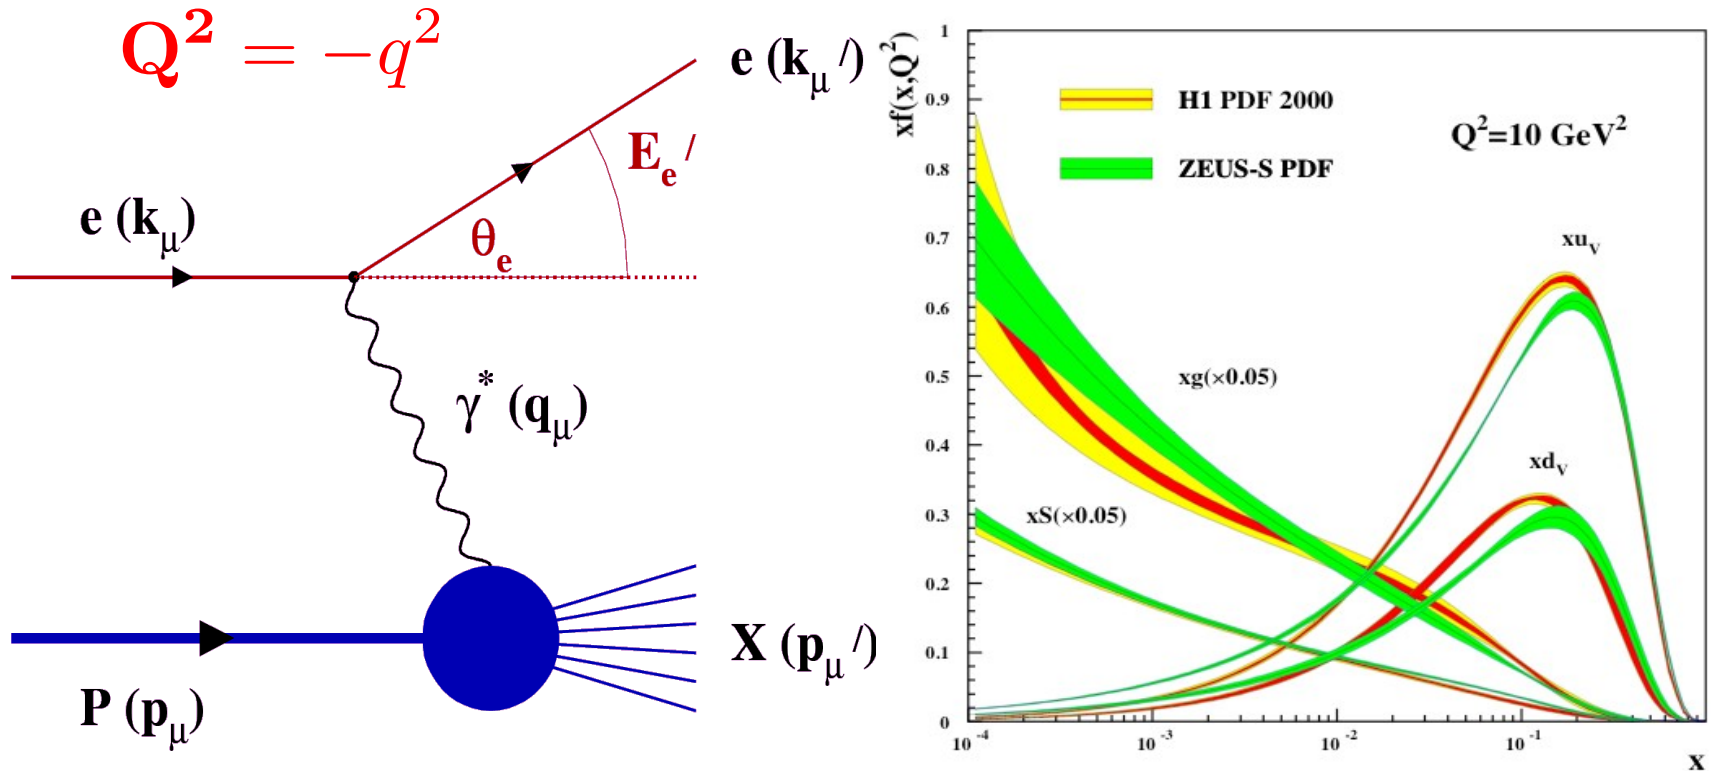 Q² = −q²
e (kμ′)
Ee′
θe
e (kμ)
γ* (qμ)
X (pμ′)
P (pμ)
xf(x,Q²)
1
0.9
0.8
0.7
0.6
0.5
0.4
0.3
0.2
0.1
0
H1 PDF 2000
ZEUS-S PDF
Q²=10 GeV²
xuV
xg(×0.05)
xdV
xS(×0.05)
10⁻⁴
10⁻³
10⁻²
10⁻¹
x